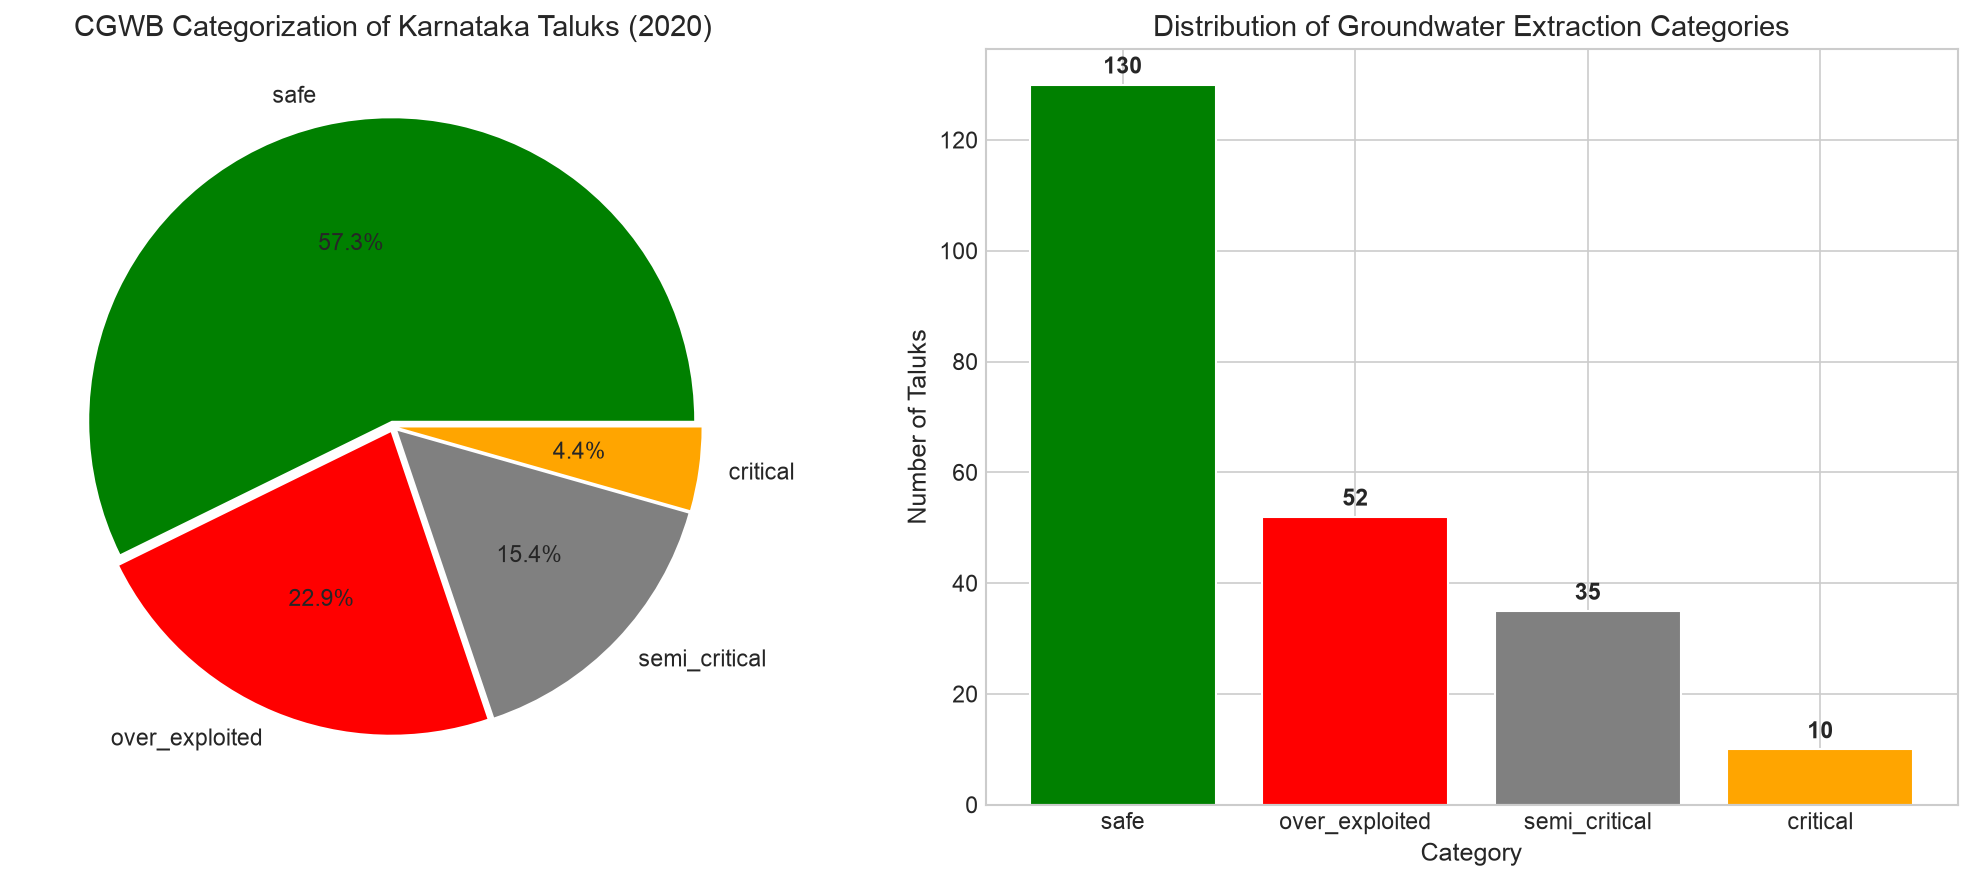 CGWB Categorization of Karnataka Taluks (2020)
safe
57.3%
4.4%
critical
15.4%
22.9%
semi_critical
over_exploited
Distribution of Groundwater Extraction Categories
130
120
100
80
60
52
40
35
20
10
0
Number of Taluks
safe
over_exploited
semi_critical
critical
Category